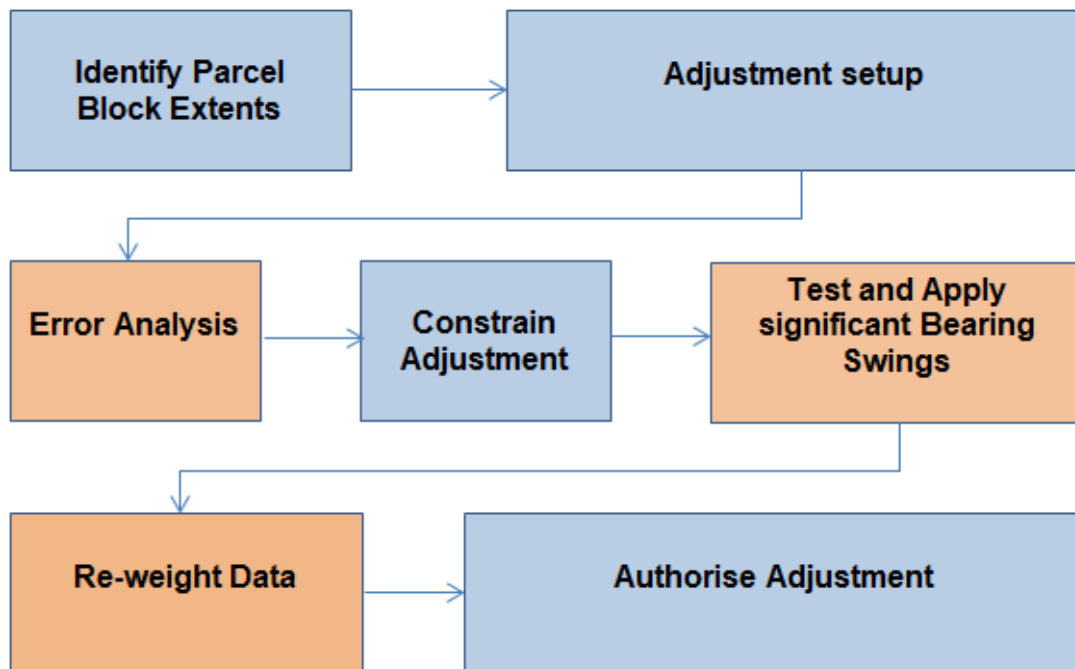 Identify Parcel
Block Extents
Adjustment setup
Error Analysis
Constrain
Adjustment
Test and Apply
significant Bearing
Swings
Re-weight Data
Authorise Adjustment